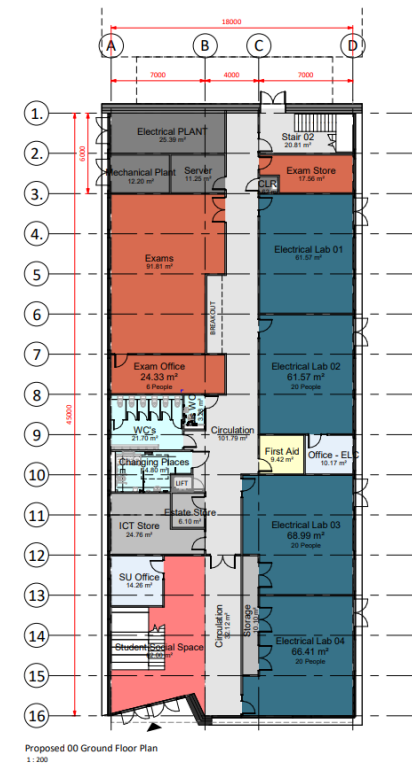 18000
A
B
C
D
7000
4000
7000
1.
2.
3.
4.
5
6
7
8
9
10
11
12
13
14
15
16
6000
45000
Electrical PLANT
25.39 m²
Stair 02
20.81 m²
Mechanical Plant
12.20 m²
Server
11.25 m²
CLR
Exam Store
17.56 m²
Exams
91.81 m²
Electrical Lab 01
61.57 m²
BREAKOUT
Exam Office
24.33 m²
6 People
Electrical Lab 02
61.57 m²
20 People
WC's
21.70 m²
WC
Circulation
101.79 m²
First Aid
9.42 m²
Office - ELC
10.17 m²
Changing Places
LIFT
Estate Store
6.10 m²
ICT Store
24.76 m²
Electrical Lab 03
68.99 m²
20 People
SU Office
14.26 m²
Circulation
32.12 m²
Storage
10.10 m²
Student Social Space
Electrical Lab 04
66.41 m²
20 People
Proposed 00 Ground Floor Plan
1 : 200